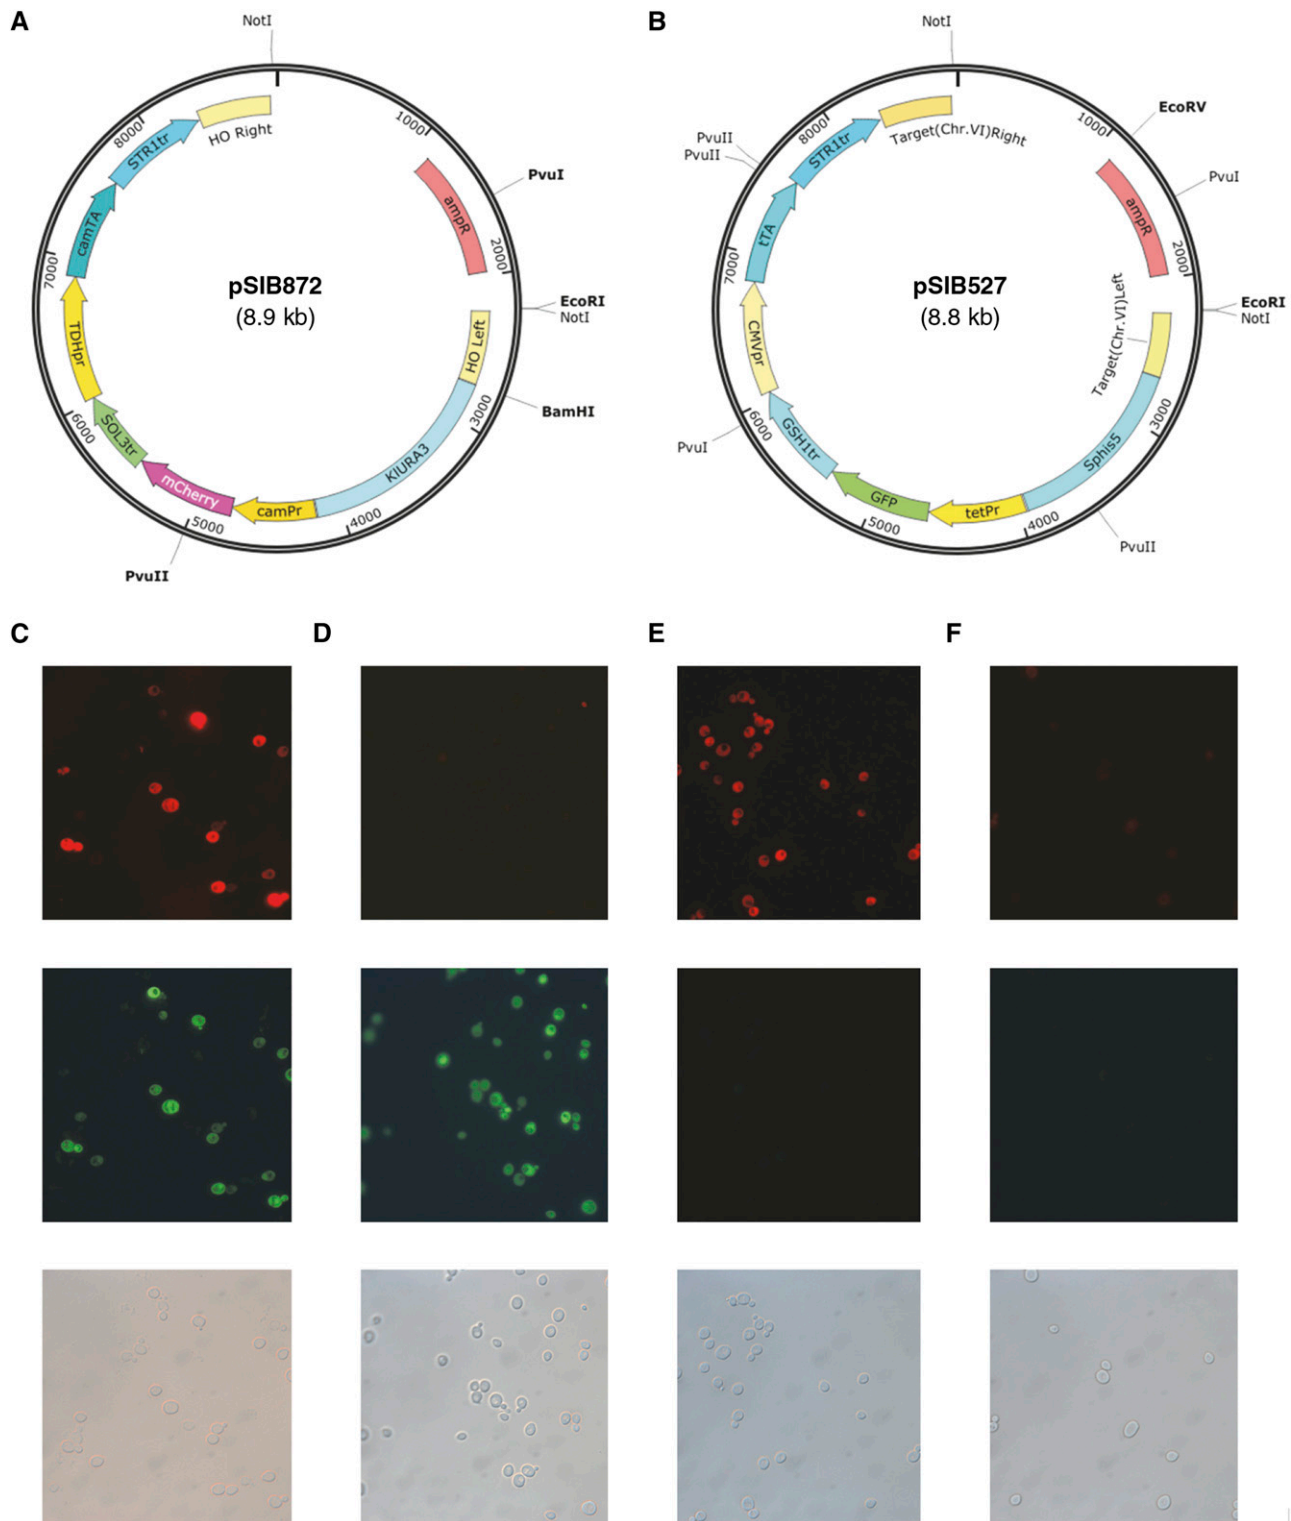 A
B
NotI
NotI
HO Right
Target(Chr.VI)Right
8000
1000
8000
1000
EcoRV
STR1tr
STR1tr
PvuII
PvuII
PvuI
PvuI
camTA
ampR
tTA
ampR
7000
2000
7000
2000
pSIB872
(8.9 kb)
pSIB527
(8.8 kb)
EcoRI
NotI
EcoRI
NotI
TDHpr
HO Left
CMVpr
Target(Chr.VI)Left
BamHI
3000
3000
6000
6000
SOL3tr
KlURA3
GSH1tr
Sphis5
PvuI
mCherry
camPr
GFP
tetPr
5000
4000
5000
4000
PvuII
PvuII
C
D
E
F